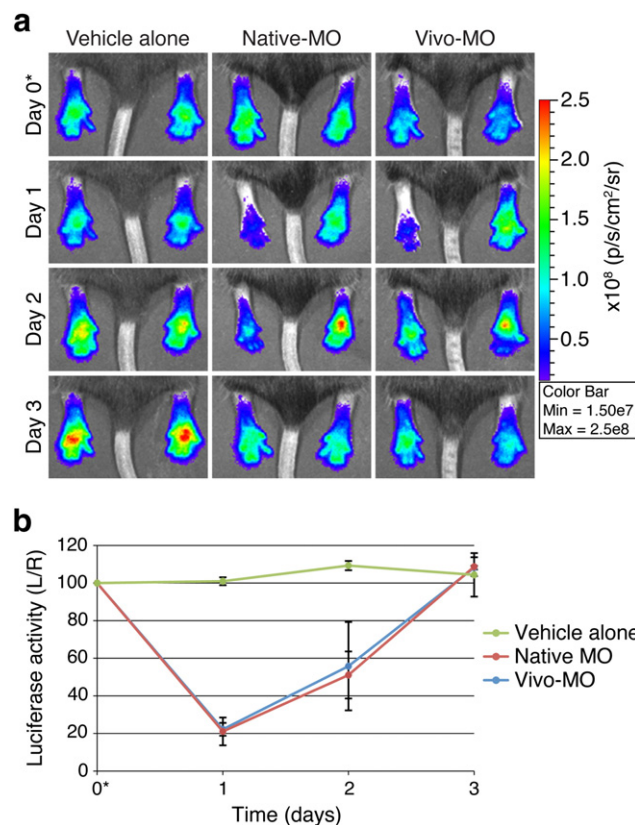 a
Vehicle alone Native-MO Vivo-MO
Day 0*
Day 1
Day 2
Day 3
2.5
2.0
1.5
1.0
0.5
x10⁸ (p/s/cm²/sr)
Color Bar
Min = 1.50e7
Max = 2.5e8
b
Luciferase activity (L/R)
120
100
80
60
40
20
0
0* 1 2 3
Time (days)
Vehicle alone
Native MO
Vivo-MO